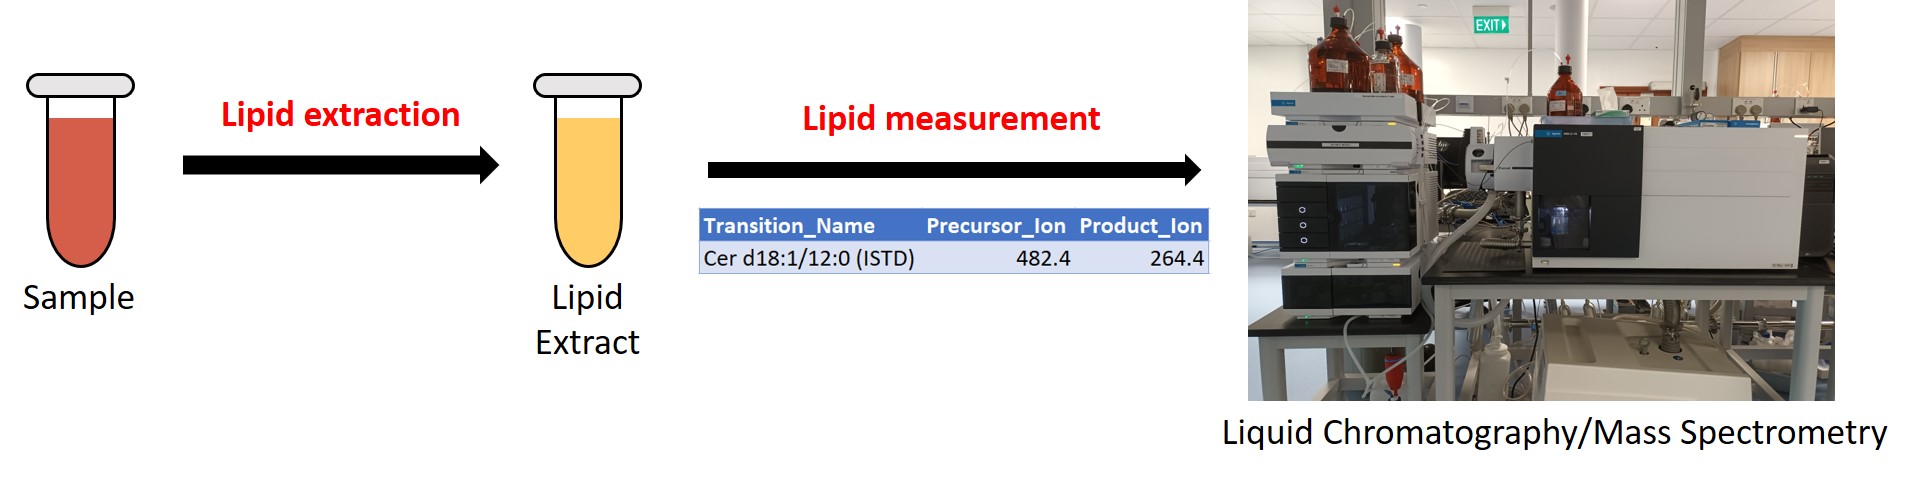 Sample
Lipid extraction
Lipid
Extract
Lipid measurement
Transition_Name Precursor_Ion Product_Ion
Cer d18:1/12:0 (ISTD) 482.4 264.4
EXIT
Liquid Chromatography/Mass Spectrometry